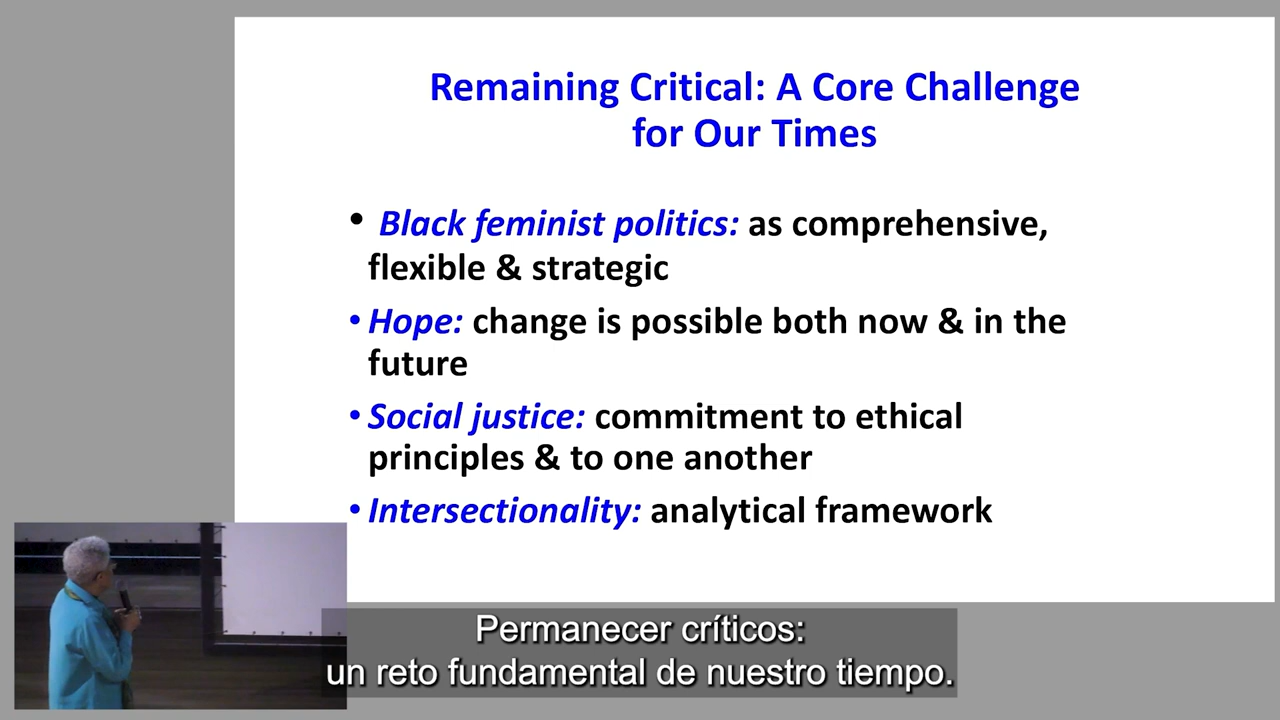 Remaining Critical: A Core Challenge
for Our Times
• Black feminist politics: as comprehensive,
flexible & strategic
• Hope: change is possible both now & in the
future
• Social justice: commitment to ethical
principles & to one another
• Intersectionality: analytical framework
Permanecer críticos:
un reto fundamental de nuestro tiempo.